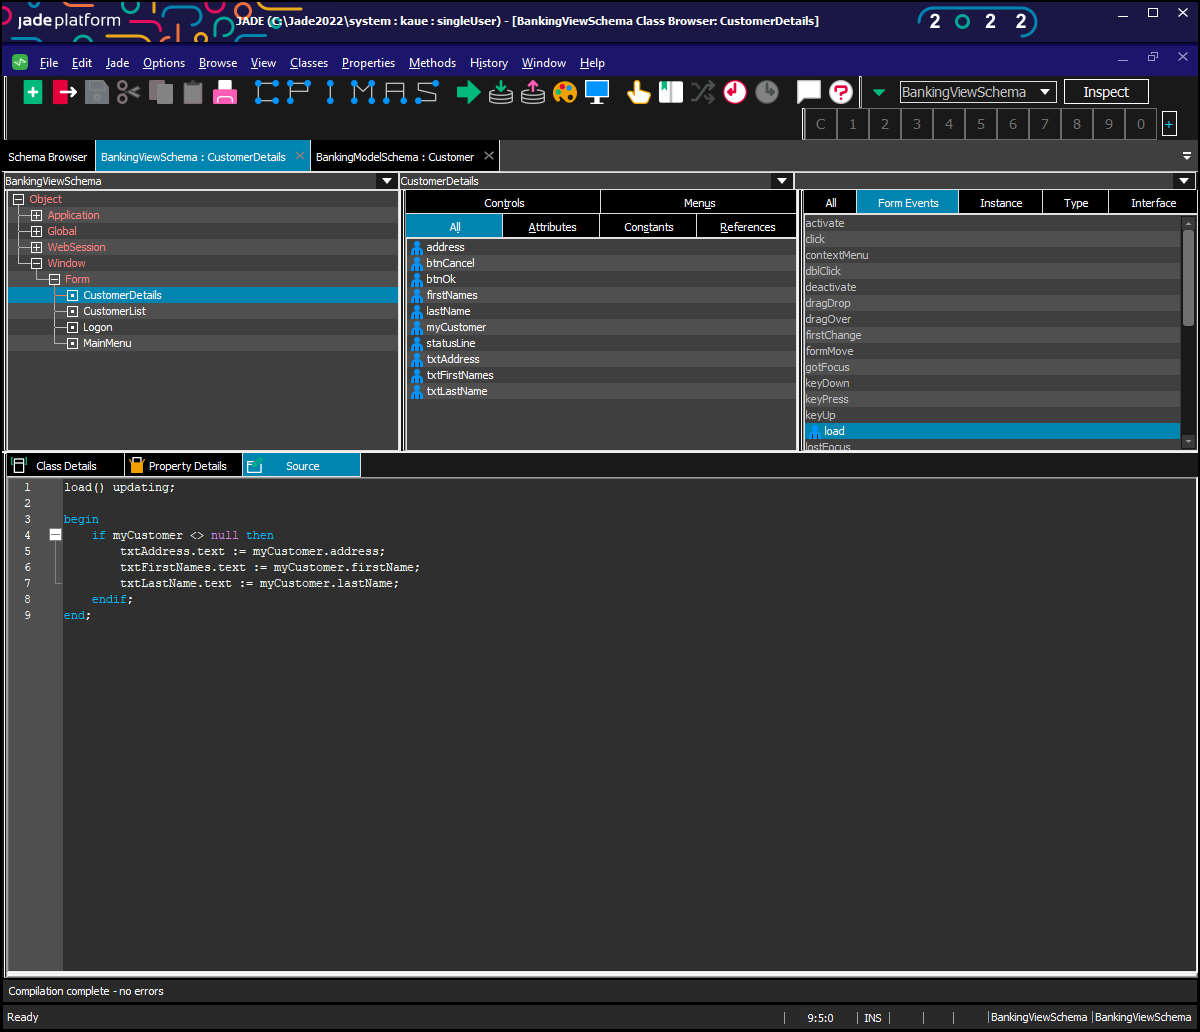 jade platform
JADE (C:\Jade2022\system : kaue : singleUser) - [BankingViewSchema Class Browser: CustomerDetails]
2 0 2 2
File Edit Jade Options Browse View Classes Properties Methods History Window Help
C P I M A S
BankingViewSchema
Inspect
C 1 2 3 4 5 6 7 8 9 0 +
Schema Browser
BankingViewSchema : CustomerDetails
BankingModelSchema : Customer
BankingViewSchema
Object
Application
Global
WebSession
Window
Form
CustomerDetails
CustomerList
Logon
MainMenu
CustomerDetails
Controls Menus
All Attributes Constants References
address
btnCancel
btnOk
firstNames
lastName
myCustomer
statusLine
txtAddress
txtFirstNames
txtLastName
All Form Events Instance Type Interface
activate
click
contextMenu
dblClick
deactivate
dragDrop
dragOver
firstChange
formMove
gotFocus
keyDown
keyPress
keyUp
load
lostFocus
Class Details Property Details Source
1 load() updating;
2
3 begin
4 if myCustomer <> null then
5 txtAddress.text := myCustomer.address;
6 txtFirstNames.text := myCustomer.firstName;
7 txtLastName.text := myCustomer.lastName;
8 endif;
9 end;
Compilation complete - no errors
Ready
9:5:0
INS
BankingViewSchema
BankingViewSchema